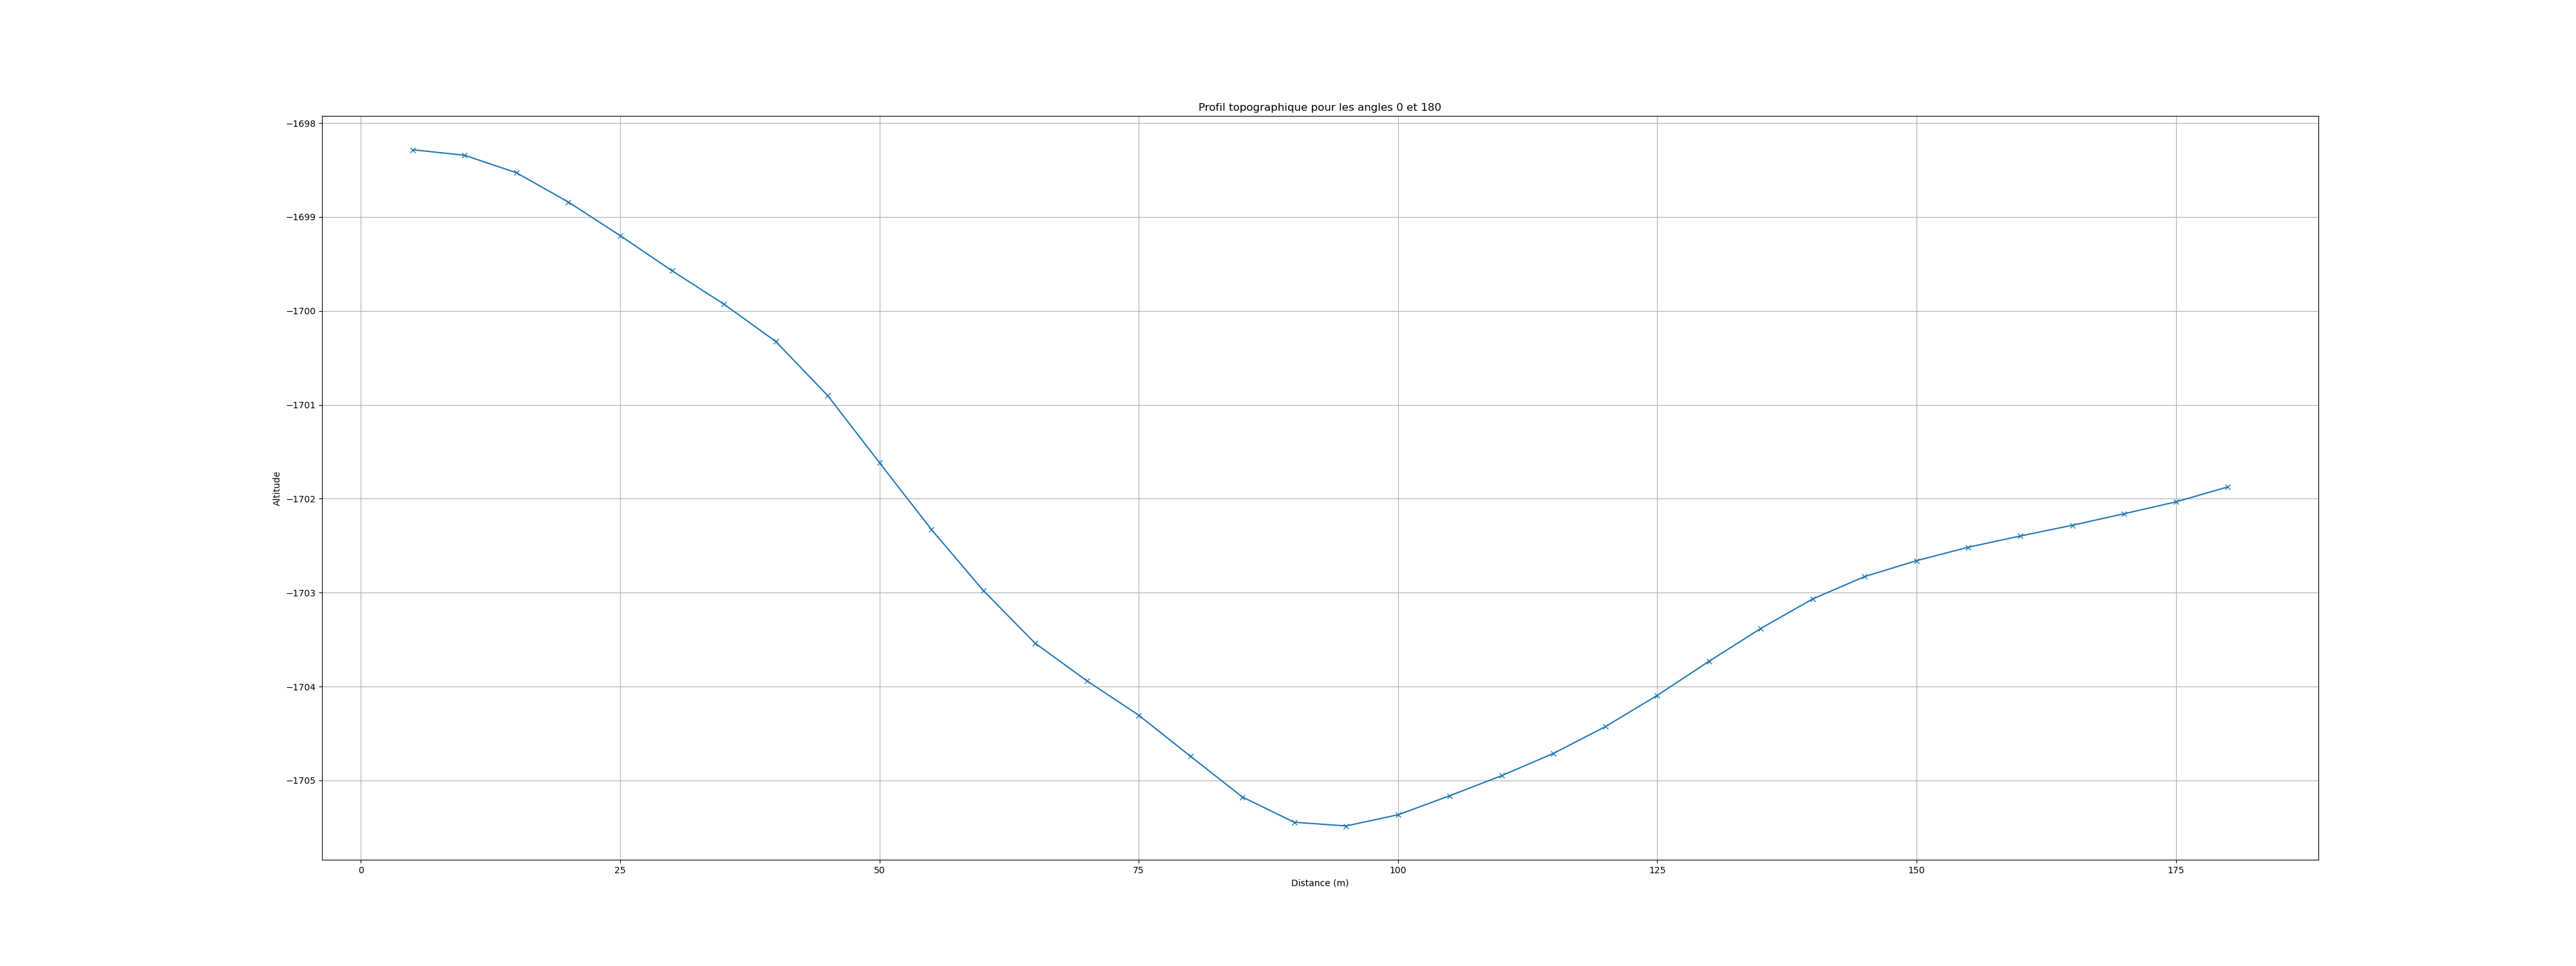 Profil topographique pour les angles 0 et 180
−1698
−1699
−1700
−1701
−1702
−1703
−1704
−1705
Altitude
0 25 50 75 100 125 150 175
Distance (m)